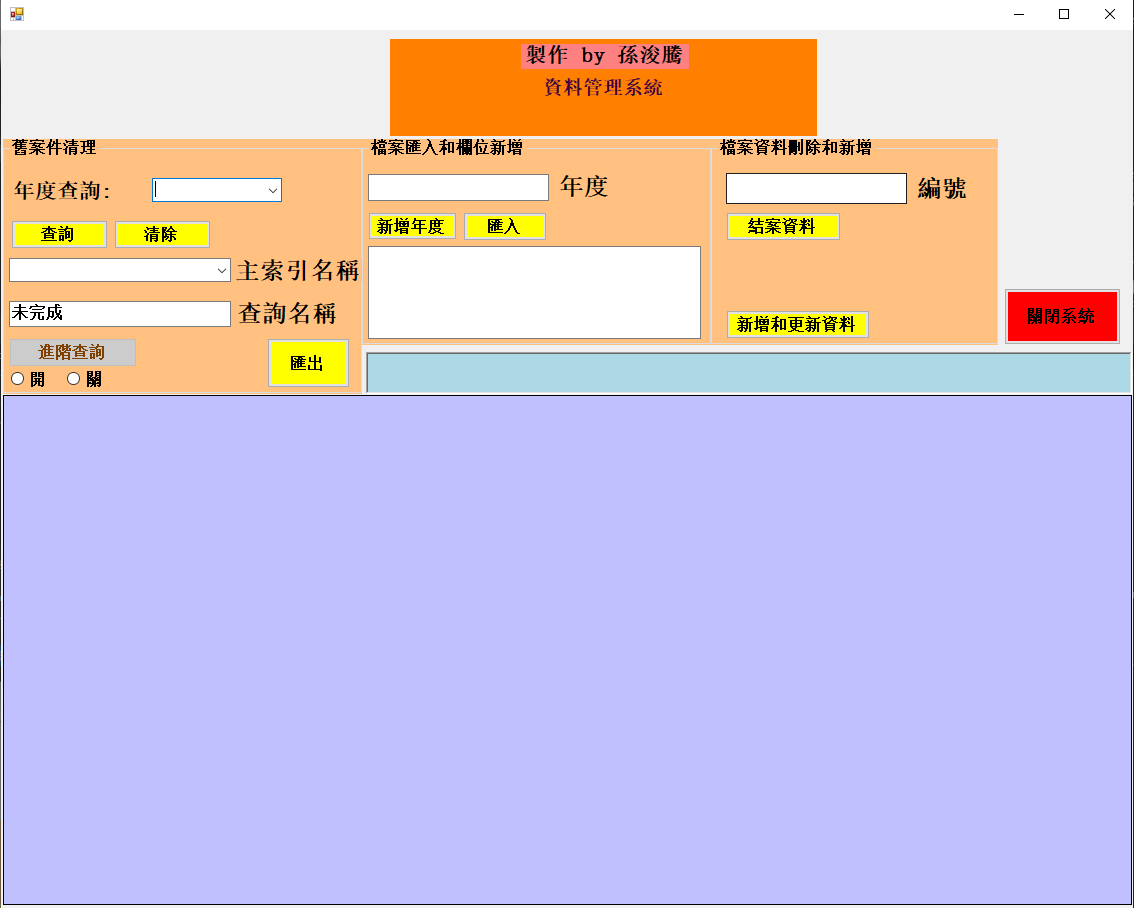 製作 by 孫浚騰
資料管理系統
舊案件清理
年度查詢:
查詢
清除
主索引名稱
未完成
查詢名稱
進階查詢
開
關
匯出
檔案匯入和欄位新增
年度
新增年度
匯入
檔案資料刪除和新增
編號
結案資料
新增和更新資料
關閉系統